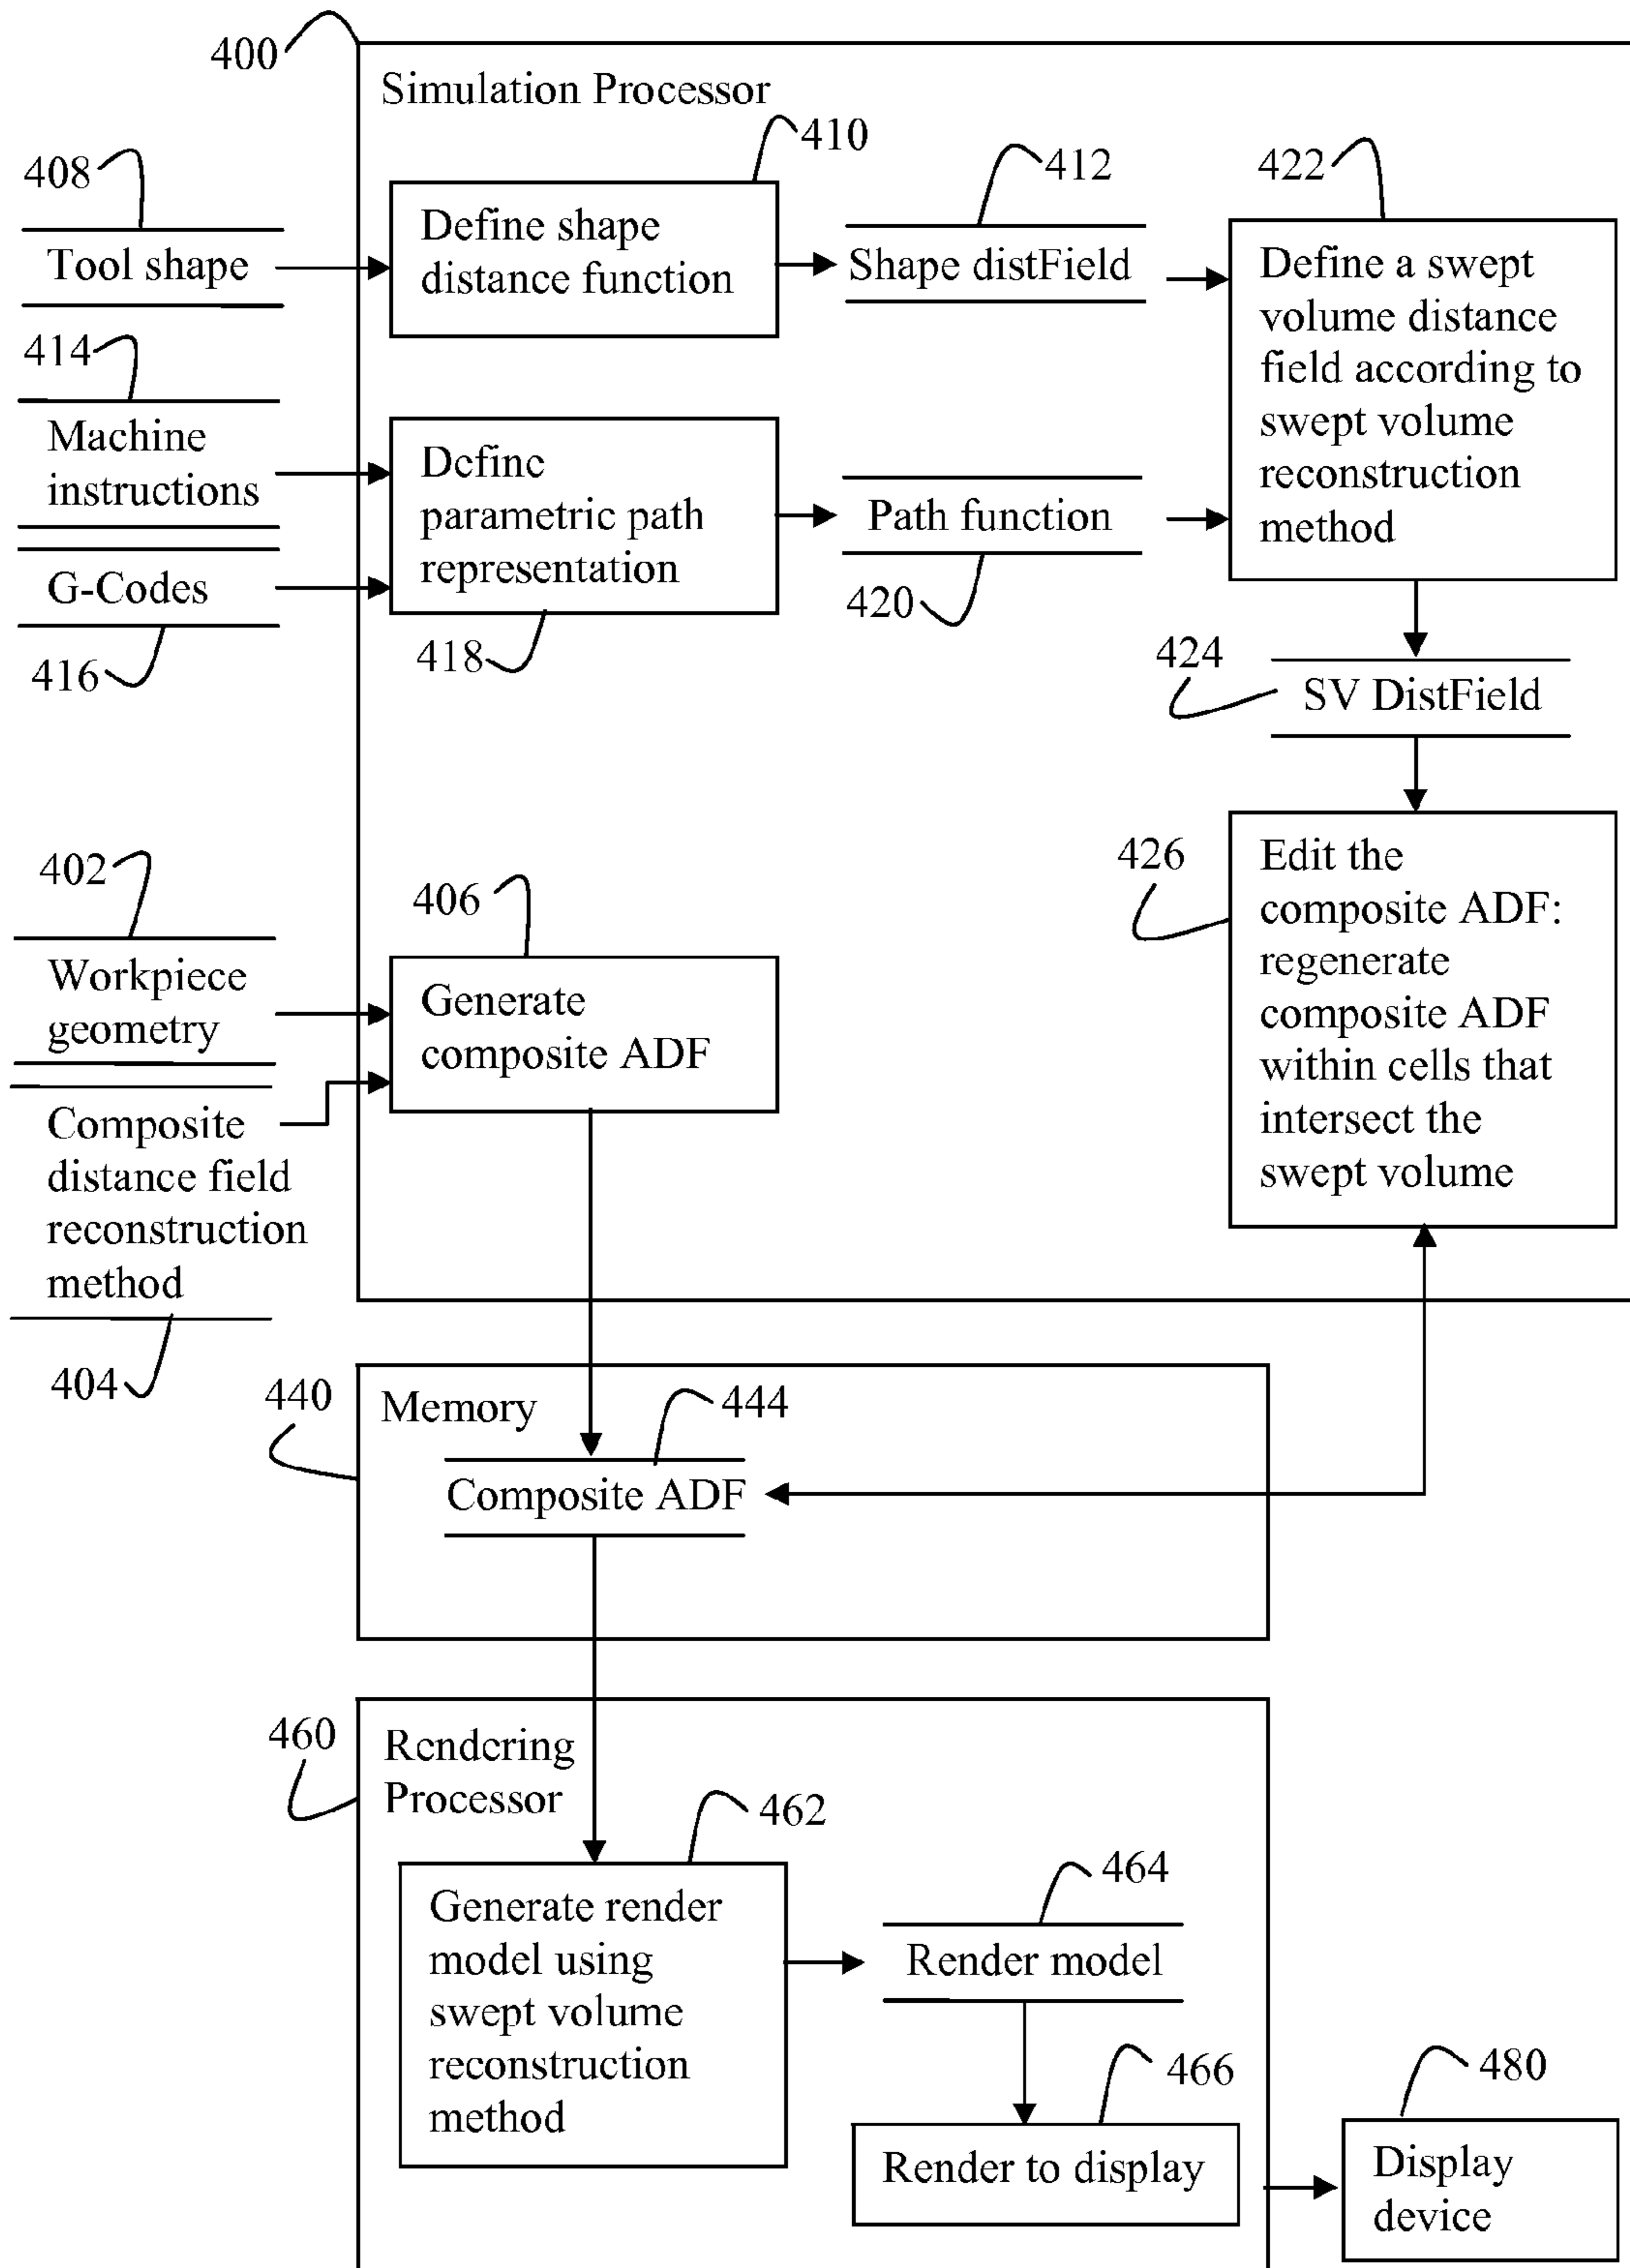 400
Simulation Processor
410
408
412
422
Tool shape
Define shape
distance function
Shape distField
Define a swept
volume distance
field according to
swept volume
reconstruction
method
414
Machine
instructions
G-Codes
416
Define
parametric path
representation
418
Path function
420
424
SV DistField
402
406
426
Edit the
composite ADF:
regenerate
composite ADF
within cells that
intersect the
swept volume
Workpiece
geometry
Generate
composite ADF
Composite
distance field
reconstruction
method
404
440
Memory
444
Composite ADF
460
Rendering
Processor
462
464
Generate render
model using
swept volume
reconstruction
method
Render model
466
480
Render to display
Display
device